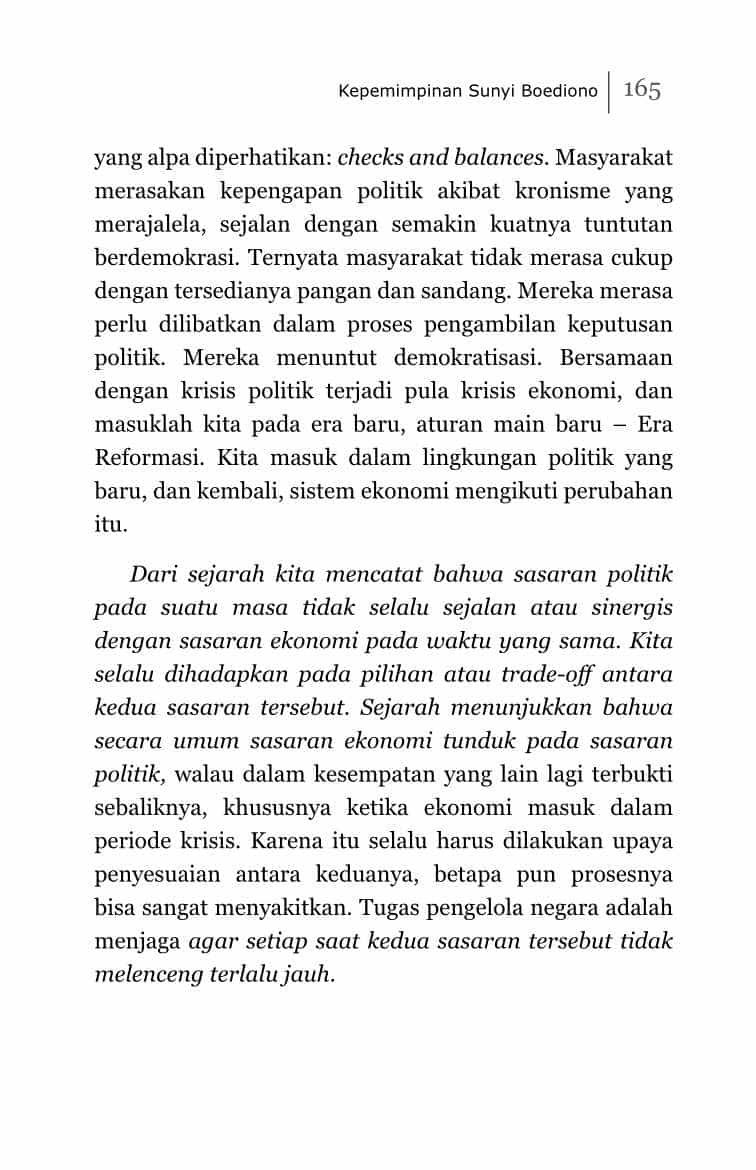 Kepemimpinan Sunyi Boediono 165
yang alpa diperhatikan: checks and balances. Masyarakat
merasakan kepengapan politik akibat kronisme yang
merajalela, sejalan dengan semakin kuatnya tuntutan
berdemokrasi. Ternyata masyarakat tidak merasa cukup
dengan tersedianya pangan dan sandang. Mereka merasa
perlu dilibatkan dalam proses pengambilan keputusan
politik. Mereka menuntut demokratisasi. Bersamaan
dengan krisis politik terjadi pula krisis ekonomi, dan
masuklah kita pada era baru, aturan main baru – Era
Reformasi. Kita masuk dalam lingkungan politik yang
baru, dan kembali, sistem ekonomi mengikuti perubahan
itu.
Dari sejarah kita mencatat bahwa sasaran politik
pada suatu masa tidak selalu sejalan atau sinergis
dengan sasaran ekonomi pada waktu yang sama. Kita
selalu dihadapkan pada pilihan atau trade-off antara
kedua sasaran tersebut. Sejarah menunjukkan bahwa
secara umum sasaran ekonomi tunduk pada sasaran
politik, walau dalam kesempatan yang lain lagi terbukti
sebaliknya, khususnya ketika ekonomi masuk dalam
periode krisis. Karena itu selalu harus dilakukan upaya
penyesuaian antara keduanya, betapa pun prosesnya
bisa sangat menyakitkan. Tugas pengelola negara adalah
menjaga agar setiap saat kedua sasaran tersebut tidak
melenceng terlalu jauh.